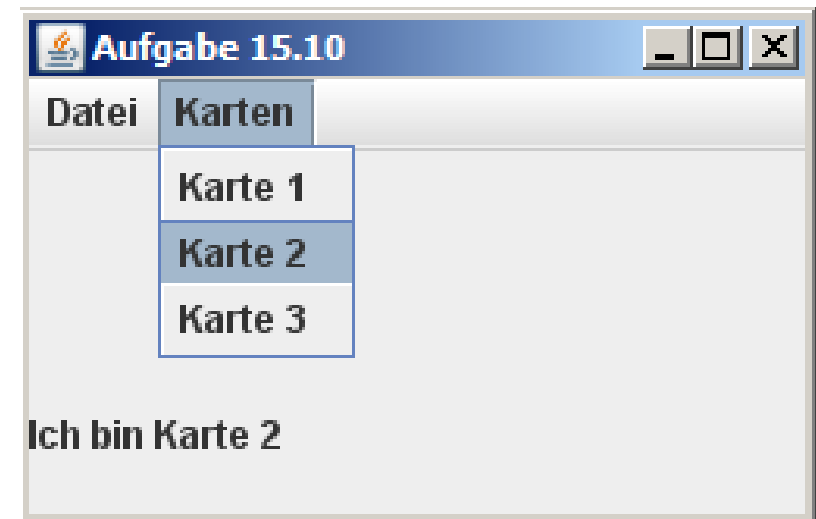 Aufgabe 15.10
Datei Karten
Karte 1
Karte 2
Karte 3
Ich bin Karte 2